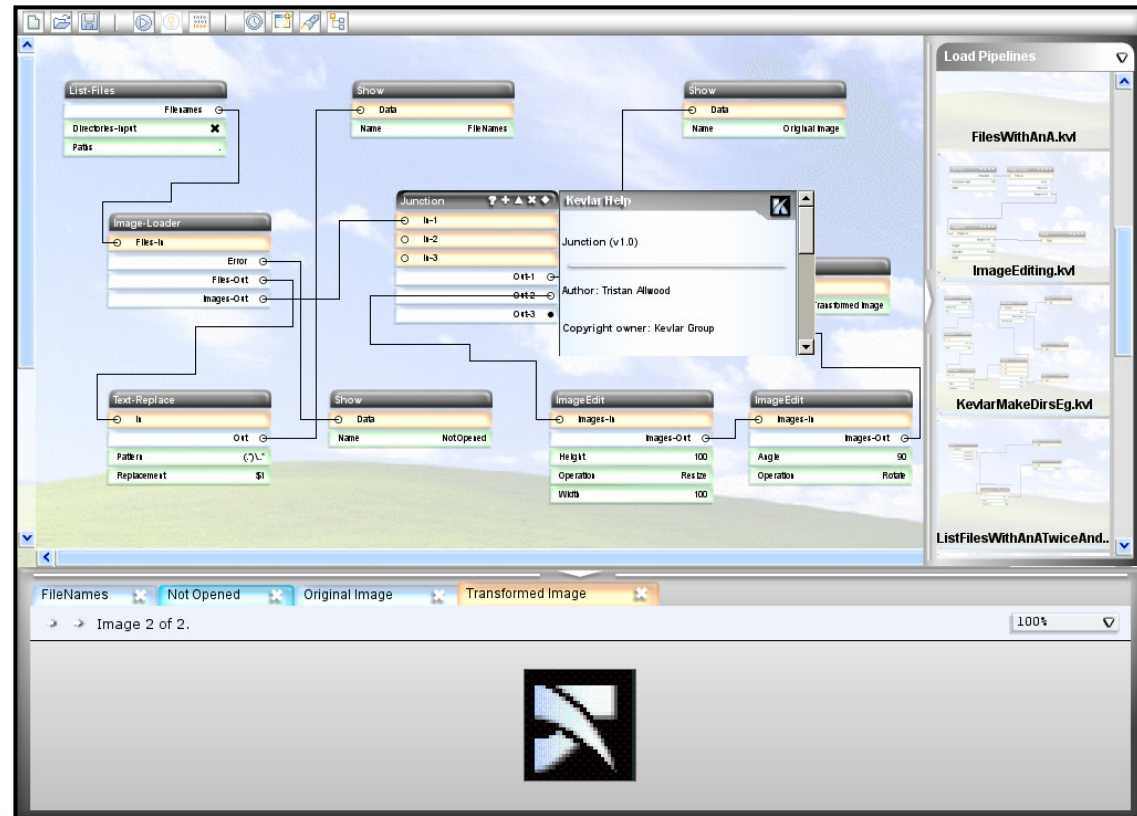 Load Pipelines
List-Files
Filenames
Directories-Input
Paths .
Show
Data
Name FileNames
Show
Data
Name Original Image
FilesWithAnA.kvl
Image-Loader
Files-In
Error
Files-Out
Images-Out
Junction
In-1
In-2
In-3
Out-1
Out-2
Out-3
Kevlar Help
Junction (v1.0)
Author: Tristan Allwood
Copyright owner: Kevlar Group
Transformed Image
ImageEditing.kvl
KevlarMakeDirsEg.kvl
ListFilesWithAnATwiceAnd..
Text-Replace
In
Out
Pattern (.*)\..*
Replacement $1
Show
Data
Name NotOpened
ImageEdit
Images-In
Images-Out
Height 100
Operation Resize
Width 100
ImageEdit
Images-In
Images-Out
Angle 90
Operation Rotate
FileNames
Not Opened
Original Image
Transformed Image
Image 2 of 2.
100%